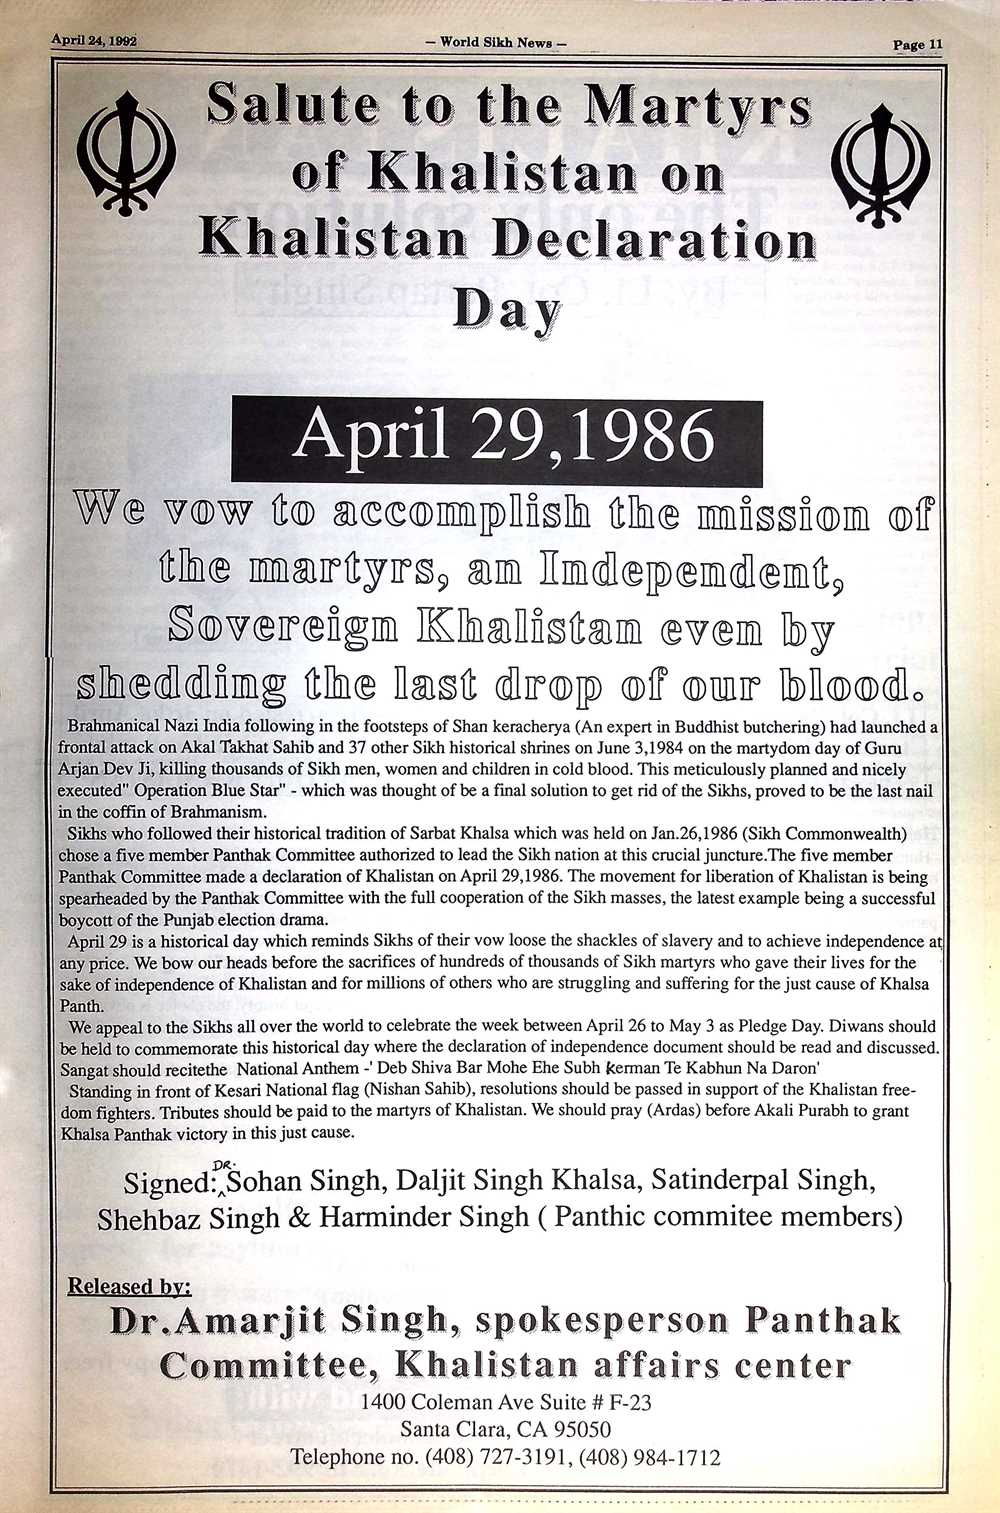 April 24, 1992
– World Sikh News –
Page 11
Salute to the Martyrs
of Khalistan on
Khalistan Declaration
Day
April 29,1986
We vow to accomplish the mission of
the martyrs, an Independent,
Sovereign Khalistan even by
shedding the last drop of our blood.
Brahmanical Nazi India following in the footsteps of Shan keracherya (An expert in Buddhist butchering) had launched a
frontal attack on Akal Takhat Sahib and 37 other Sikh historical shrines on June 3,1984 on the martydom day of Guru
Arjan Dev Ji, killing thousands of Sikh men, women and children in cold blood. This meticulously planned and nicely
executed" Operation Blue Star" - which was thought of be a final solution to get rid of the Sikhs, proved to be the last nail
in the coffin of Brahmanism.
Sikhs who followed their historical tradition of Sarbat Khalsa which was held on Jan.26,1986 (Sikh Commonwealth)
chose a five member Panthak Committee authorized to lead the Sikh nation at this crucial juncture.The five member
Panthak Committee made a declaration of Khalistan on April 29,1986. The movement for liberation of Khalistan is being
spearheaded by the Panthak Committee with the full cooperation of the Sikh masses, the latest example being a successful
boycott of the Punjab election drama.
April 29 is a historical day which reminds Sikhs of their vow loose the shackles of slavery and to achieve independence at
any price. We bow our heads before the sacrifices of hundreds of thousands of Sikh martyrs who gave their lives for the
sake of independence of Khalistan and for millions of others who are struggling and suffering for the just cause of Khalsa
Panth.
We appeal to the Sikhs all over the world to celebrate the week between April 26 to May 3 as Pledge Day. Diwans should
be held to commemorate this historical day where the declaration of independence document should be read and discussed.
Sangat should recitethe National Anthem -' Deb Shiva Bar Mohe Ehe Subh Kerman Te Kabhun Na Daron'
Standing in front of Kesari National flag (Nishan Sahib), resolutions should be passed in support of the Khalistan free-
dom fighters. Tributes should be paid to the martyrs of Khalistan. We should pray (Ardas) before Akali Purabh to grant
Khalsa Panthak victory in this just cause.
Signed: DR. Sohan Singh, Daljit Singh Khalsa, Satinderpal Singh,
Shehbaz Singh & Harminder Singh ( Panthic commitee members)
Released by:
Dr.Amarjit Singh, spokesperson Panthak
Committee, Khalistan affairs center
1400 Coleman Ave Suite # F-23
Santa Clara, CA 95050
Telephone no. (408) 727-3191, (408) 984-1712